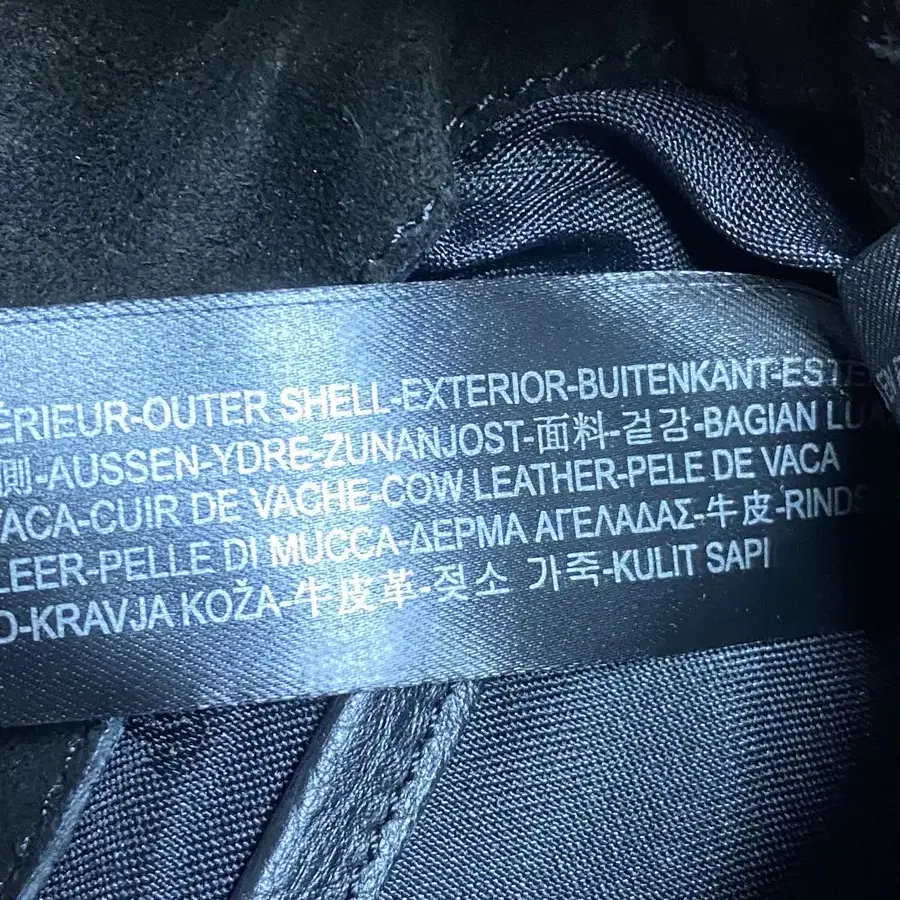 ÉRIEUR-OUTER SHELL-EXTERIOR-BUITENKANT-ESTE
側-AUSSEN-YDRE-ZUNANJOST-面料-겉감-BAGIAN LU
VACA-CUIR DE VACHE-COW LEATHER-PELE DE VACA
LEER-PELLE DI MUCCA-ΔΕΡΜΑ ΑΓΕΛΑΔΑΣ-牛皮-RINDS
D-KRAVJA KOŽA-牛皮革-젖소 가죽-KULIT SAPI